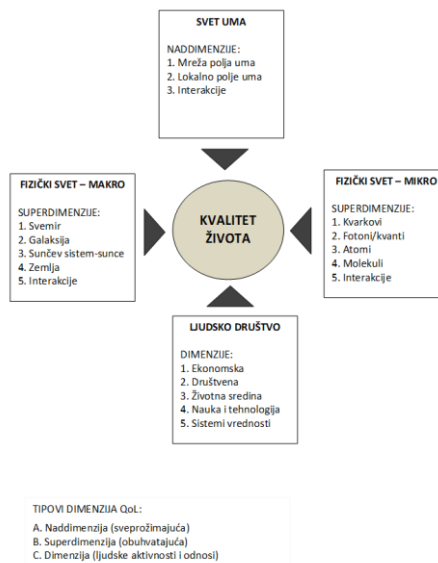 SVET UMA
NADDIMENZIJE:
1. Mreža polja uma
2. Lokalno polje uma
3. Interakcije
FIZIČKI SVET – MAKRO
SUPERDIMENZIJE:
1. Svemir
2. Galaksija
3. Sunčev sistem-sunce
4. Zemlja
5. Interakcije
KVALITET
ŽIVOTA
FIZIČKI SVET – MIKRO
SUPERDIMENZIJE:
1. Kvarkovi
2. Fotoni/kvanti
3. Atomi
4. Molekuli
5. Interakcije
LJUDSKO DRUŠTVO
DIMENZIJE:
1. Ekonomska
2. Društvena
3. Životna sredina
4. Nauka i tehnologija
5. Sistemi vrednosti
TIPOVI DIMENZIJA QoL:
A. Naddimenzija (sveprožimajuća)
B. Superdimenzija (obuhvatajuća)
C. Dimenzija (ljudske aktivnosti i odnosi)